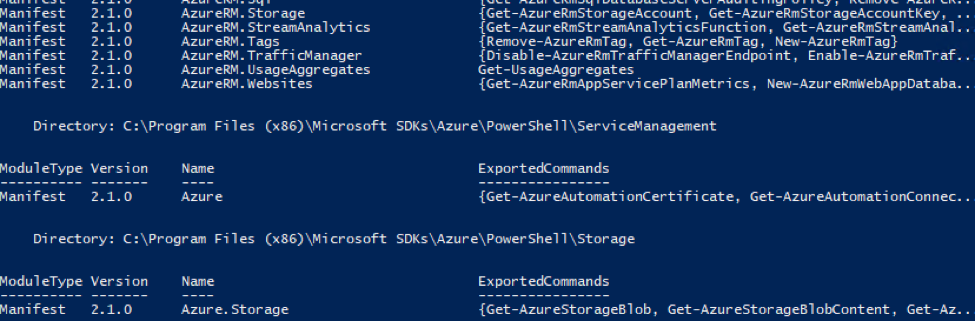 Manifest 2.1.0 AzureRM.Sql {Get-AzureRmSqlDatabaseServerAuditingPolicy, Remove-AzureR...
Manifest 2.1.0 AzureRM.Storage {Get-AzureRmStorageAccount, Get-AzureRmStorageAccountKey, ...
Manifest 2.1.0 AzureRM.StreamAnalytics {Get-AzureRmStreamAnalyticsFunction, Get-AzureRmStreamAnal...
Manifest 2.1.0 AzureRM.Tags {Remove-AzureRmTag, Get-AzureRmTag, New-AzureRmTag}
Manifest 2.1.0 AzureRM.TrafficManager {Disable-AzureRmTrafficManagerEndpoint, Enable-AzureRmTraf...
Manifest 2.1.0 AzureRM.UsageAggregates Get-UsageAggregates
Manifest 2.1.0 AzureRM.Websites {Get-AzureRmAppServicePlanMetrics, New-AzureRmWebAppDataba...
Directory: C:\Program Files (x86)\Microsoft SDKs\Azure\PowerShell\ServiceManagement
ModuleType Version Name ExportedCommands
---------- ------- ---- ----------------
Manifest 2.1.0 Azure {Get-AzureAutomationCertificate, Get-AzureAutomationConnec...
Directory: C:\Program Files (x86)\Microsoft SDKs\Azure\PowerShell\Storage
ModuleType Version Name ExportedCommands
---------- ------- ---- ----------------
Manifest 2.1.0 Azure.Storage {Get-AzureStorageBlob, Get-AzureStorageBlobContent, Get-Az...